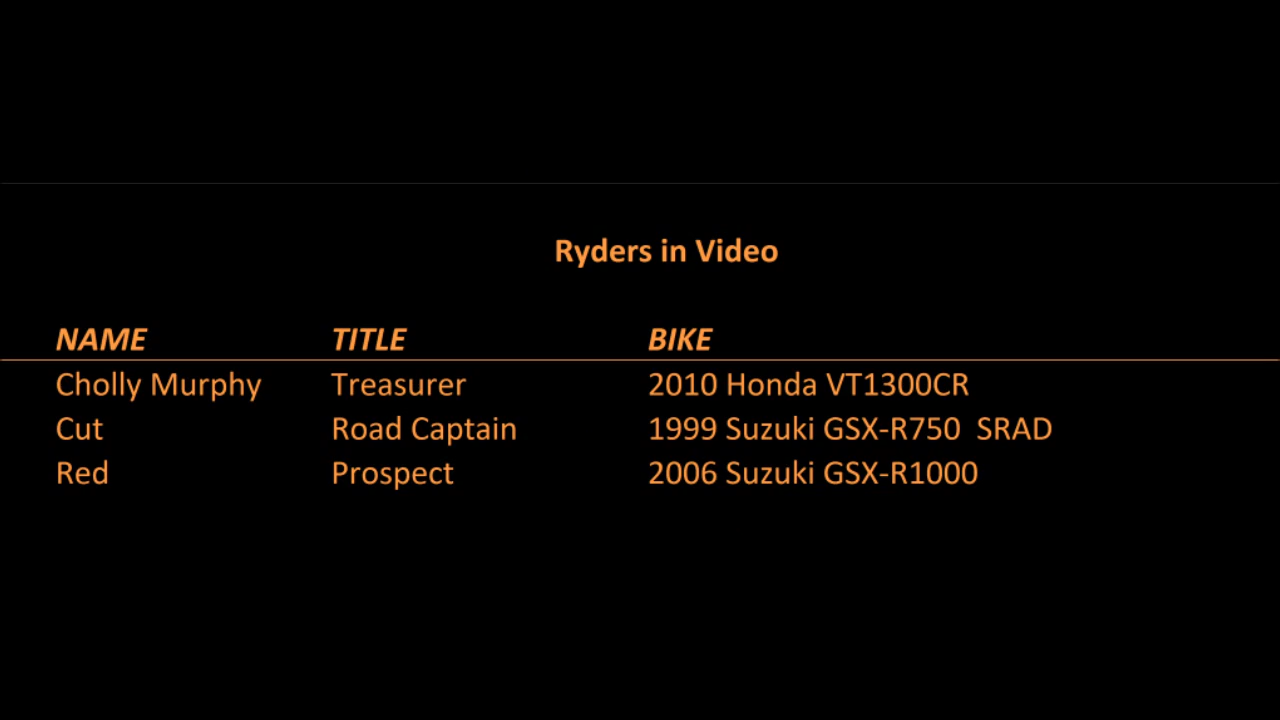 Ryders in Video
NAME TITLE BIKE
Cholly Murphy Treasurer 2010 Honda VT1300CR
Cut Road Captain 1999 Suzuki GSX-R750  SRAD
Red Prospect 2006 Suzuki GSX-R1000